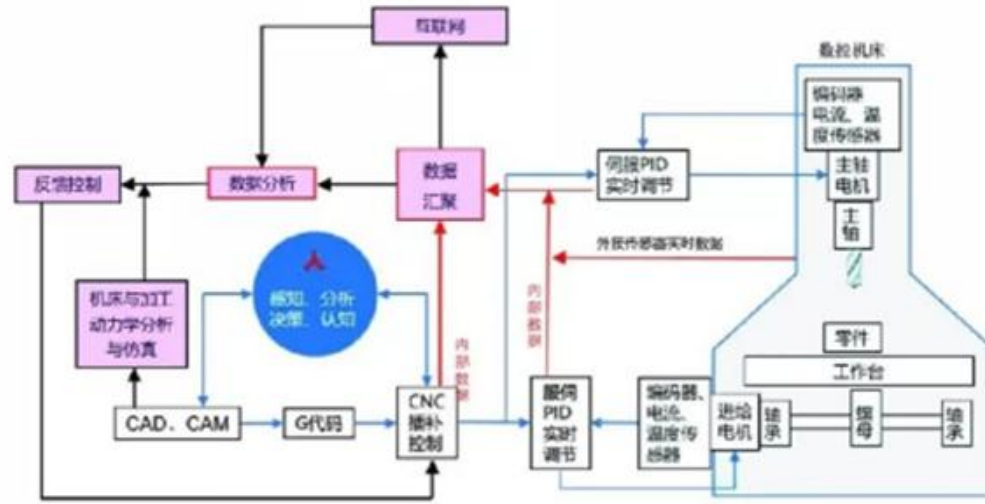 互联网
数控机床
编码器
电流、温
度传感器
反馈控制
数据分析
数据
汇聚
伺服PID
实时调节
主轴
电机
主
轴
外接传感器实时数据
人
感知、分析
决策、认知
机床与加工
动力学分析
与仿真
内部数据
内部数据
零件
工作台
CAD、CAM
G代码
CNC
插补
控制
服伺
PID
实时
调节
编码器、
电流、
温度传
感器
进给
电机
轴
承
螺
母
轴
承